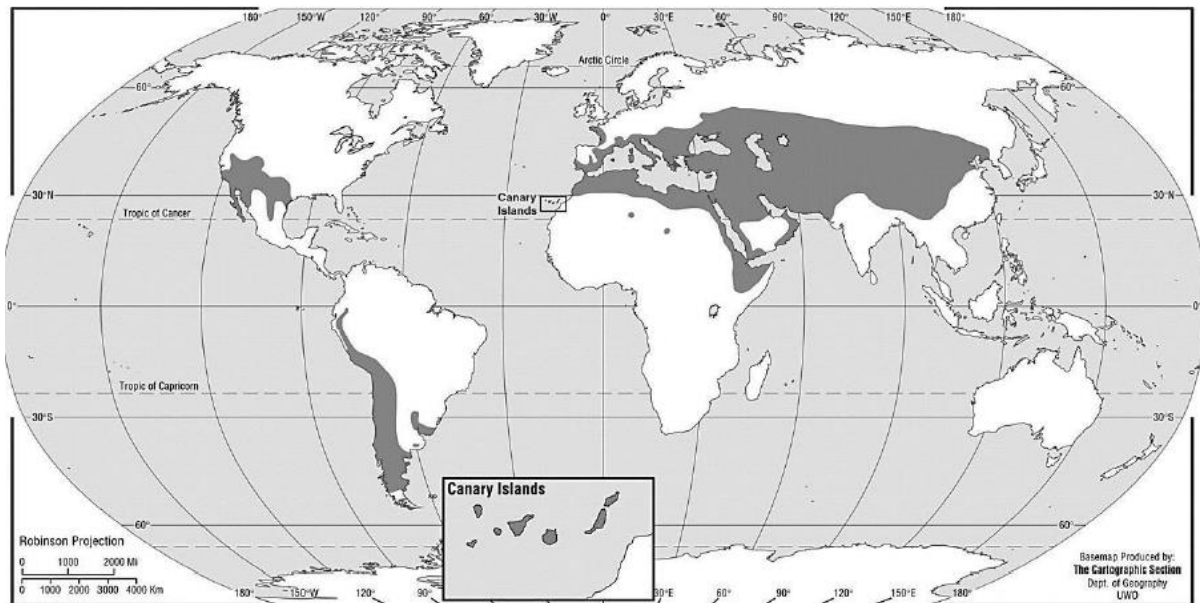 180° 150°W 120°W 90°W 60°W 30°W 0° 30°E 60°E 90°E 120°E 150°E 180°
Arctic Circle
60° 60°
Canary
Islands
30°N 30°N
Tropic of Cancer
0° 0°
Tropic of Capricorn
30°S 30°S
Canary Islands
60° 60°
Robinson Projection
0 1000 2000 Mi
0 1000 2000 3000 4000 Km
Basemap Produced by:
The Cartographic Section
Dept. of Geography
UWO
180° 150°W 120°W 90°W 30°E 60°E 90°E 120°E 150°E 180°